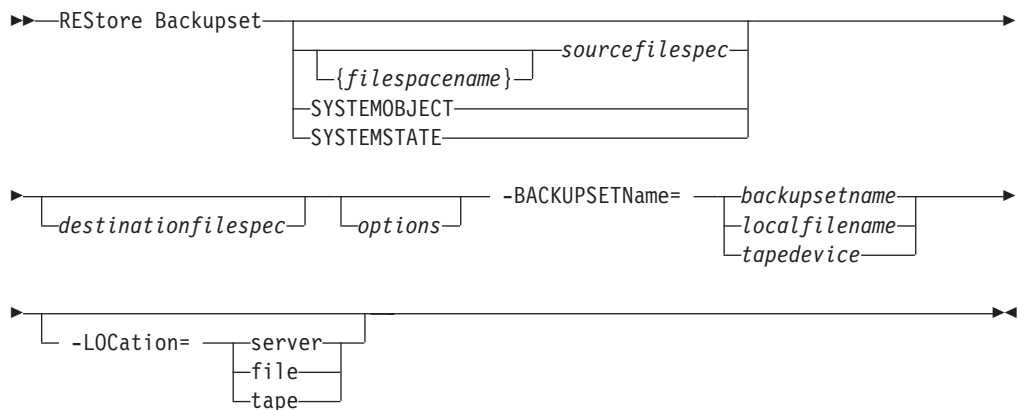 REStore Backupset
{filespacename} sourcefilespec
SYSTEMOBJECT
SYSTEMSTATE
destinationfilespec options -BACKUPSETName= backupsetname
localfilename
tapedevice
-LOCation= server
file
tape